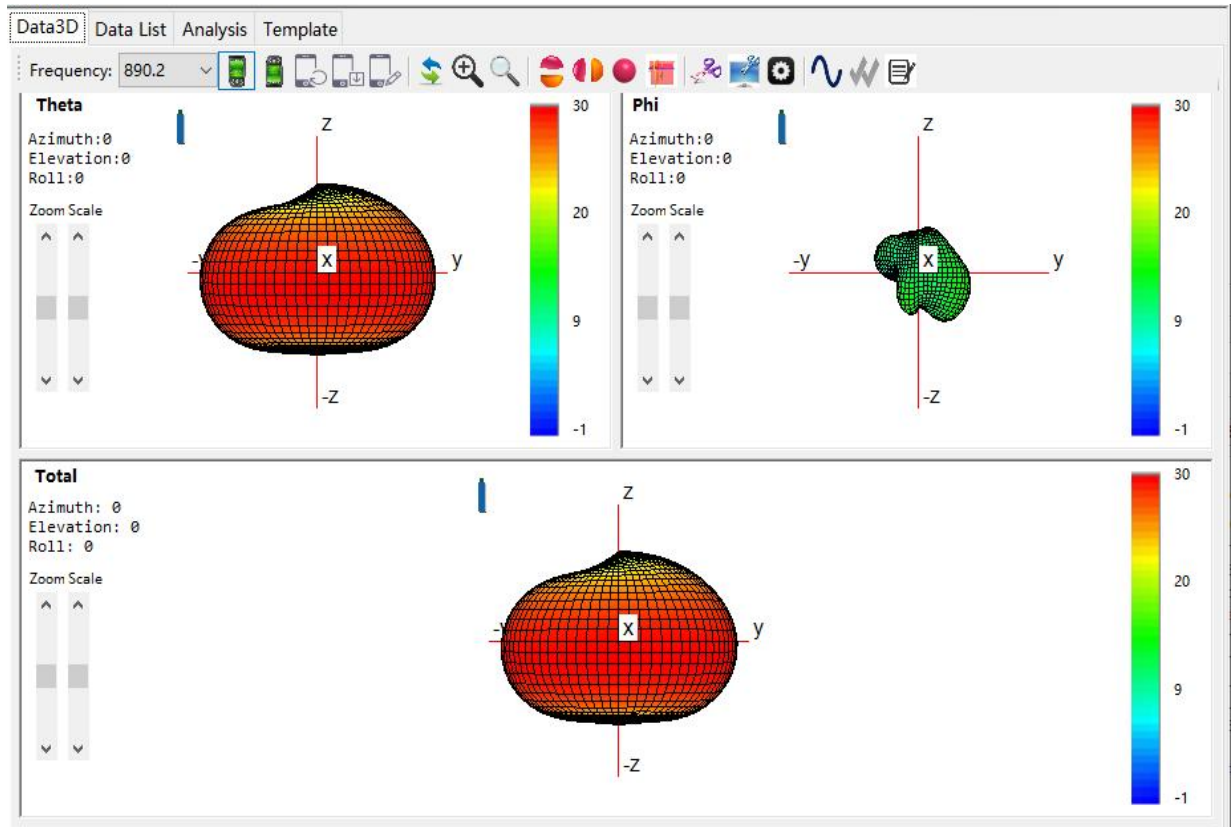 Data3D Data List Analysis Template
Frequency: 890.2
Theta
Azimuth:0
Elevation:0
Roll:0
Zoom Scale
z
-y
x
y
-z
30
20
9
-1
Phi
Azimuth:0
Elevation:0
Roll:0
Zoom Scale
z
-y
x
y
-z
30
20
9
-1
Total
Azimuth: 0
Elevation: 0
Roll: 0
Zoom Scale
z
-y
x
y
-z
30
20
9
-1